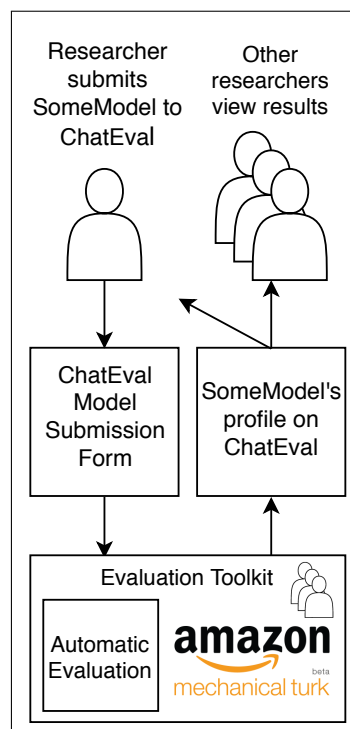 Researcher
submits
SomeModel to
ChatEval
Other
researchers
view results
ChatEval
Model
Submission
Form
SomeModel's
profile on
ChatEval
Evaluation Toolkit
Automatic
Evaluation
amazon
beta
mechanical turk